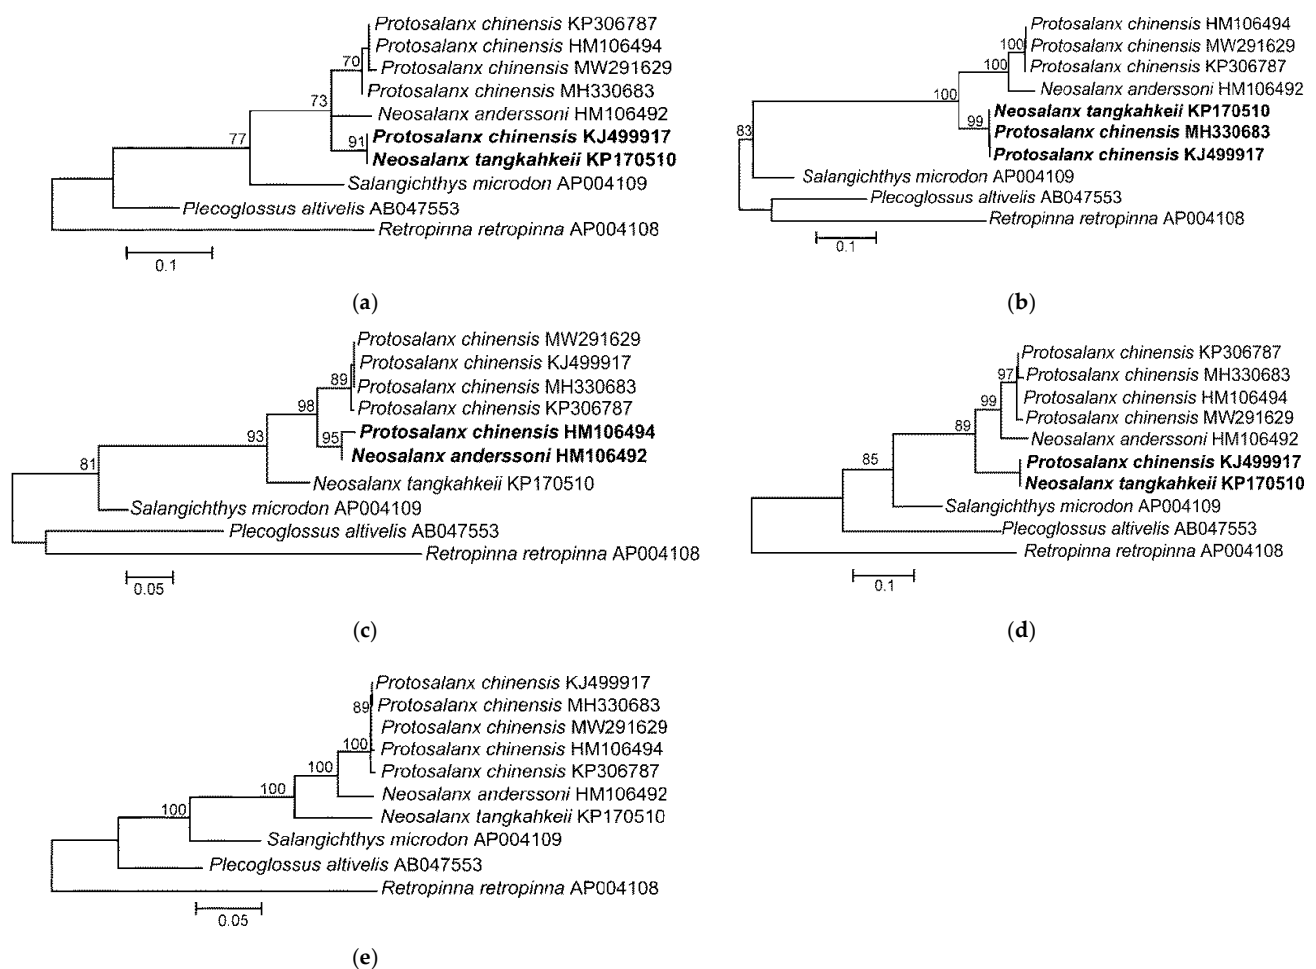 Protosalanx chinensis KP306787
Protosalanx chinensis HM106494
70
Protosalanx chinensis MW291629
Protosalanx chinensis MH330683
73
Neosalanx anderssoni HM106492
77
Protosalanx chinensis KJ499917
91
Neosalanx tangkahkeii KP170510
Salangichthys microdon AP004109
Plecoglossus altivelis AB047553
Retropinna retropinna AP004108
0.1
(a)
Protosalanx chinensis HM106494
100
Protosalanx chinensis MW291629
100
Protosalanx chinensis KP306787
Neosalanx anderssoni HM106492
100
Neosalanx tangkahkeii KP170510
99
Protosalanx chinensis MH330683
83
Protosalanx chinensis KJ499917
Salangichthys microdon AP004109
Plecoglossus altivelis AB047553
Retropinna retropinna AP004108
0.1
(b)
Protosalanx chinensis MW291629
Protosalanx chinensis KJ499917
89
Protosalanx chinensis MH330683
98
Protosalanx chinensis KP306787
93
Protosalanx chinensis HM106494
95
Neosalanx anderssoni HM106492
81
Neosalanx tangkahkeii KP170510
Salangichthys microdon AP004109
Plecoglossus altivelis AB047553
Retropinna retropinna AP004108
0.05
(c)
Protosalanx chinensis KP306787
97
Protosalanx chinensis MH330683
Protosalanx chinensis HM106494
99
Protosalanx chinensis MW291629
89
Neosalanx anderssoni HM106492
85
Protosalanx chinensis KJ499917
Neosalanx tangkahkeii KP170510
Salangichthys microdon AP004109
Plecoglossus altivelis AB047553
Retropinna retropinna AP004108
0.1
(d)
Protosalanx chinensis KJ499917
89
Protosalanx chinensis MH330683
Protosalanx chinensis MW291629
100
Protosalanx chinensis HM106494
100
Protosalanx chinensis KP306787
100
Neosalanx anderssoni HM106492
100
Neosalanx tangkahkeii KP170510
Salangichthys microdon AP004109
Plecoglossus altivelis AB047553
Retropinna retropinna AP004108
0.05
(e)